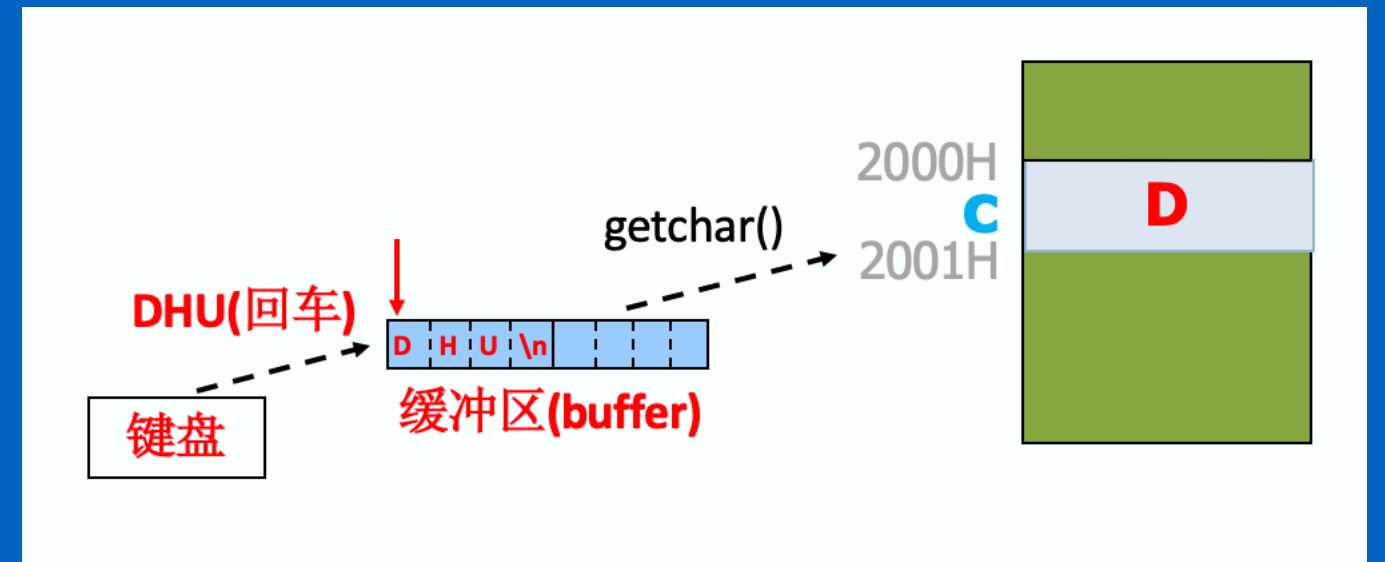 2000H
C
D
getchar()
2001H
DHU(回车)
D H U \n
缓冲区(buffer)
键盘